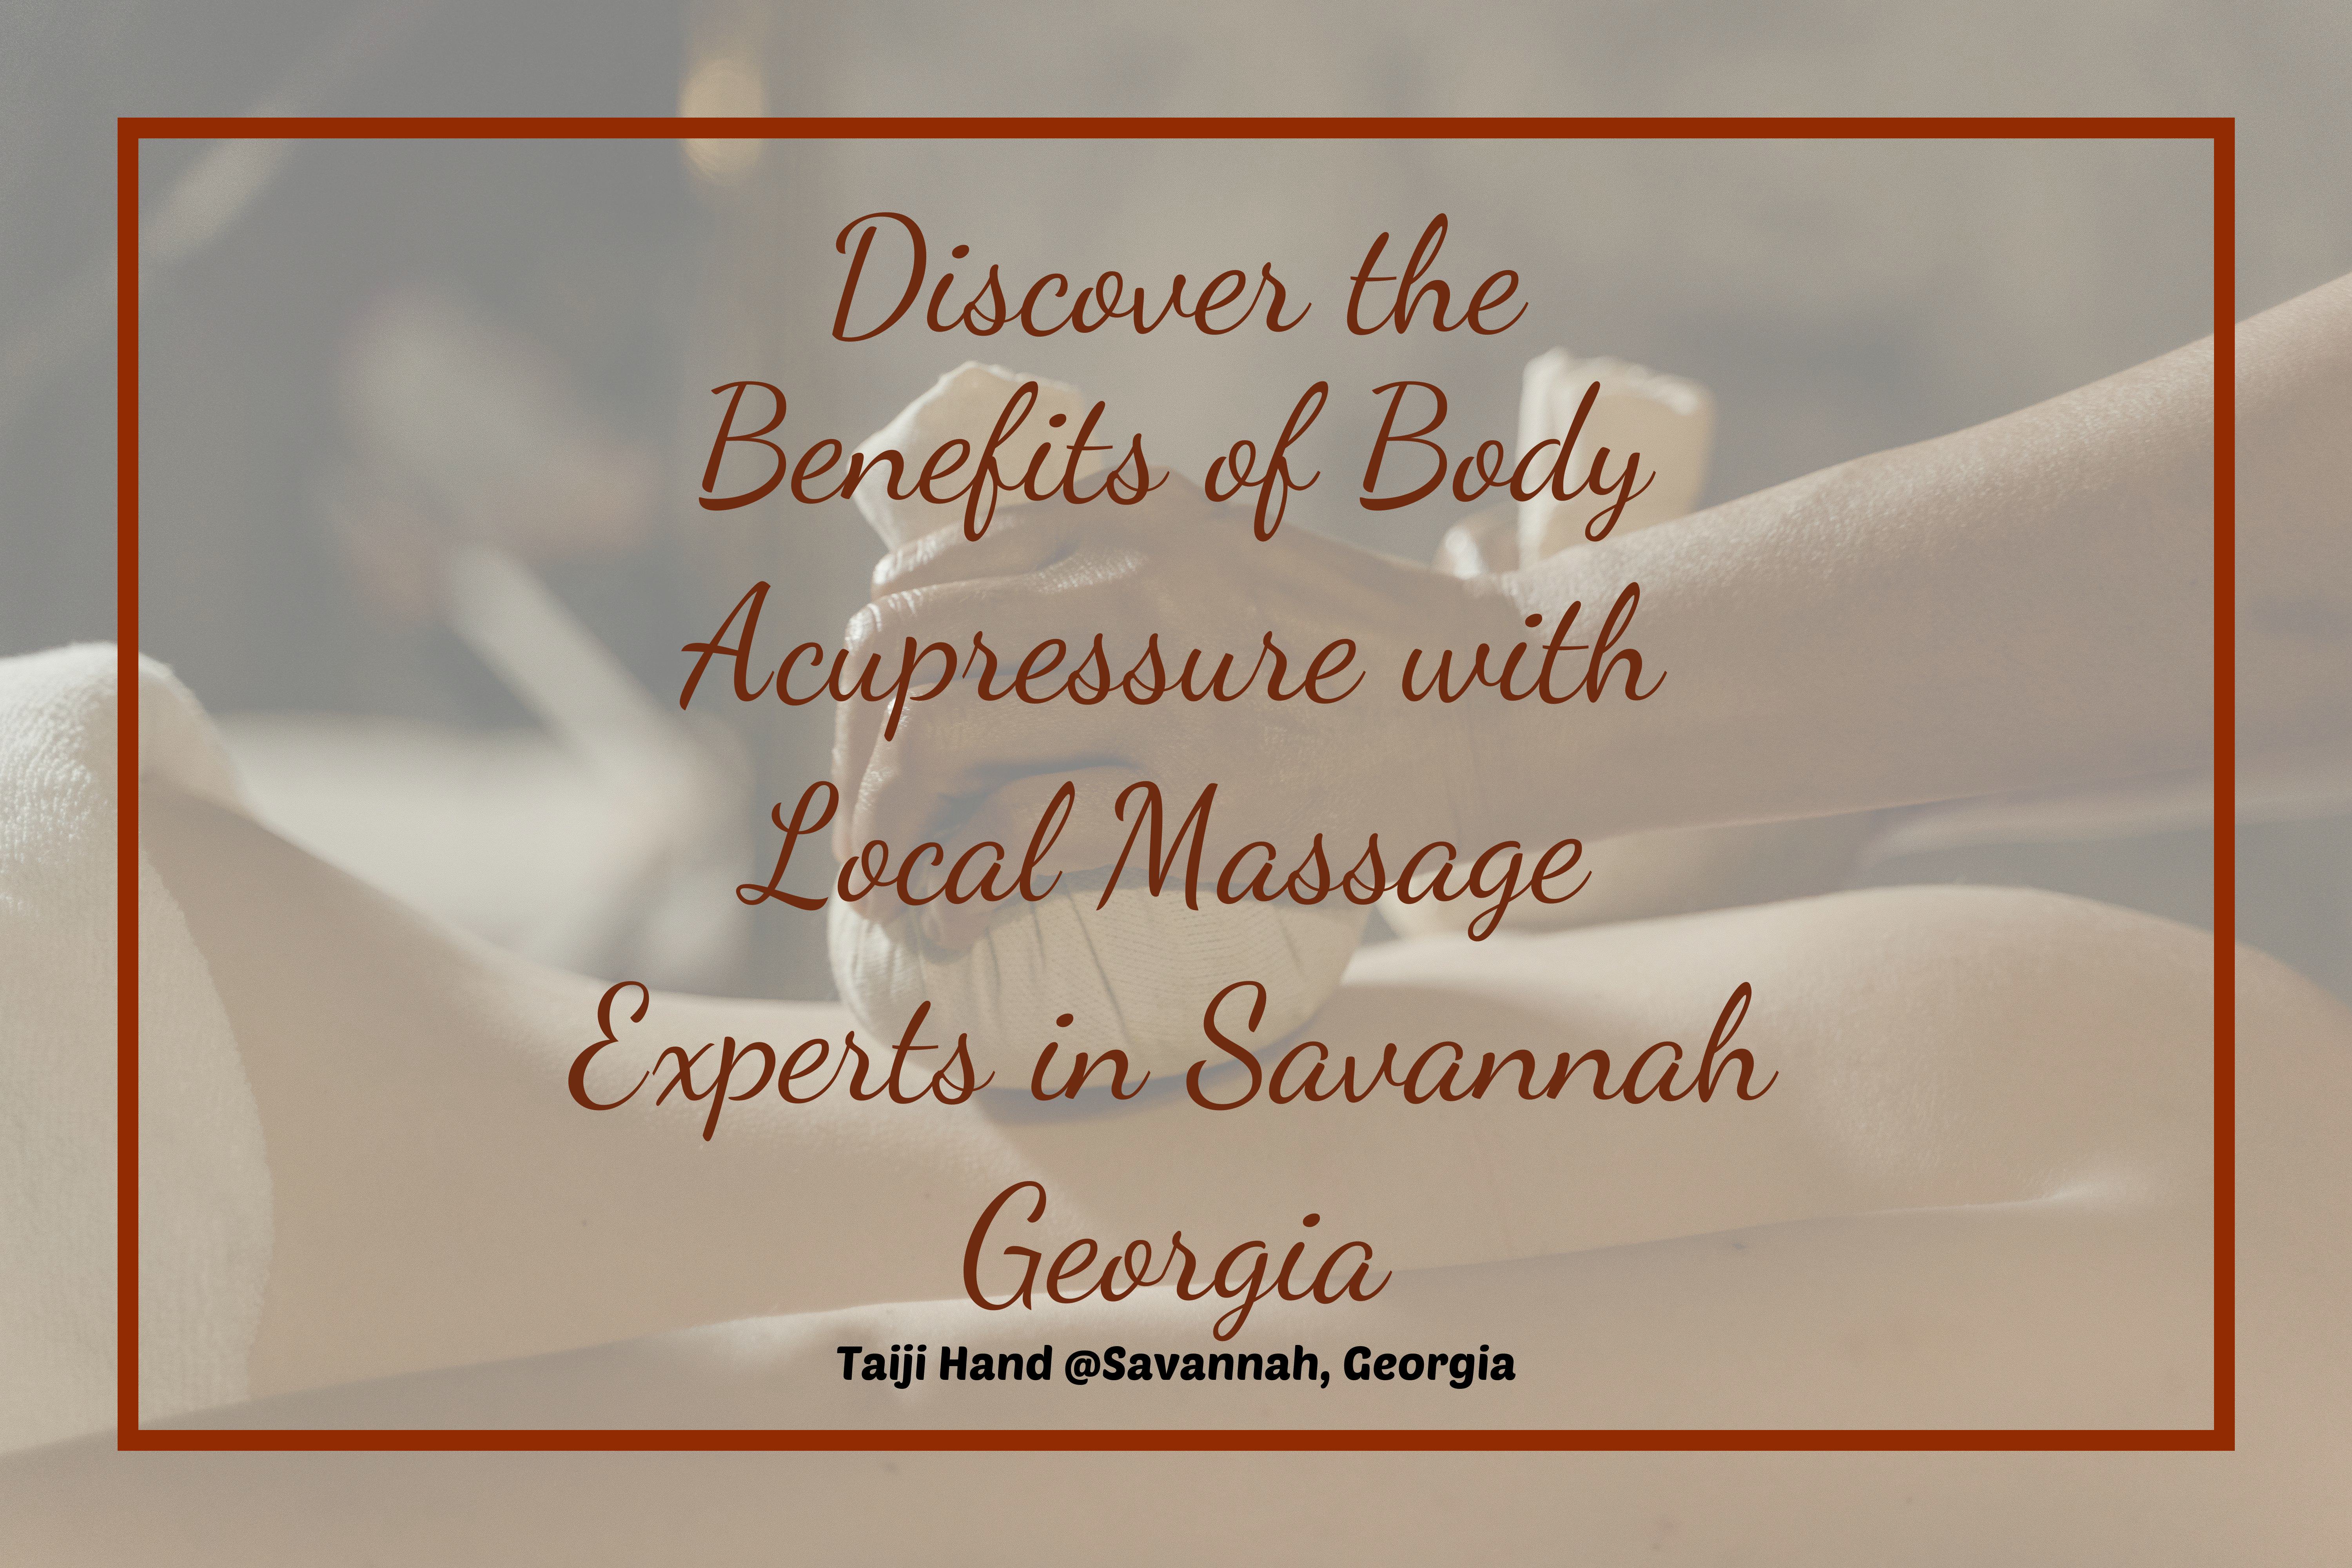 Discover the
Benefits of Body
Acupressure with
Local Massage
Experts in Savannah
Georgia
Taiji Hand @Savannah, Georgia